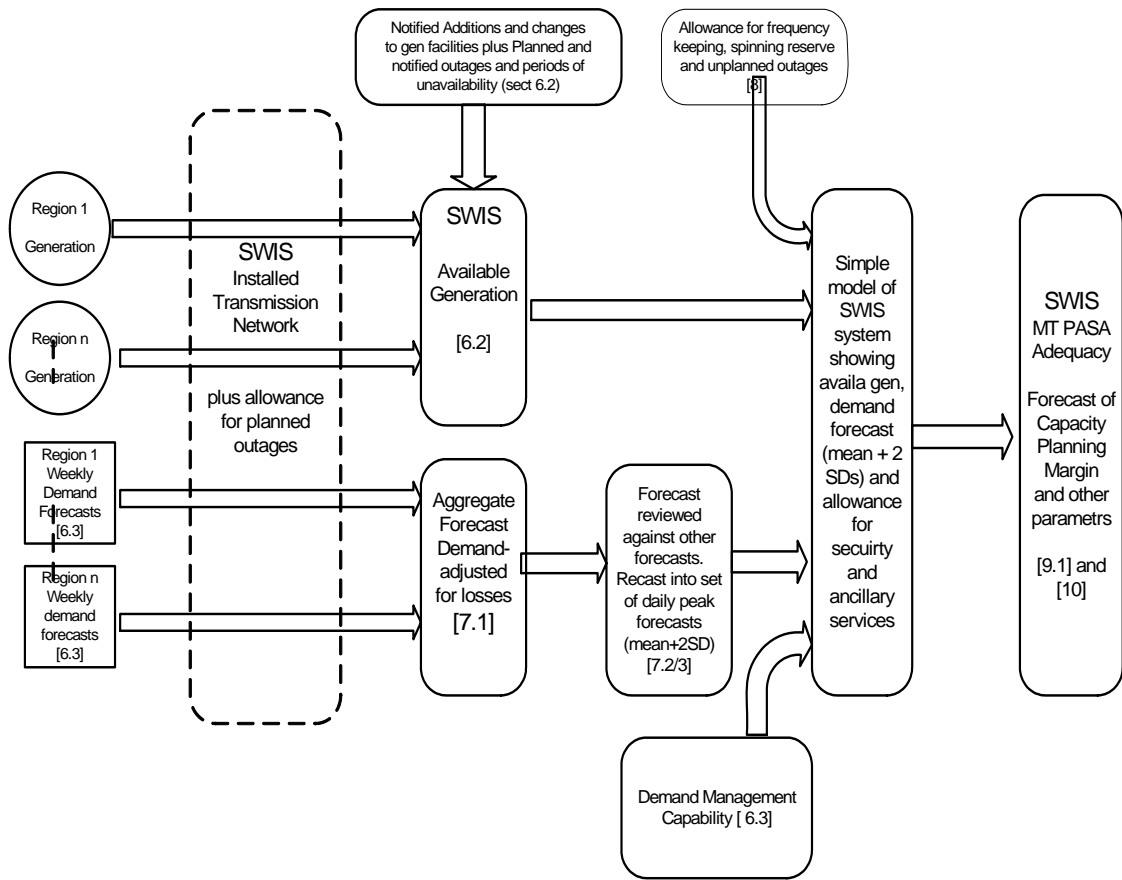 Notified Additions and changes
to gen facilities plus Planned and
notified outages and periods of
unavailability (sect 6.2)
Allowance for frequency
keeping, spinning reserve
and unplanned outages
[8]
Region 1
Generation
Region n
Generation
SWIS
Installed
Transmission
Network
plus allowance
for planned
outages
SWIS
Available
Generation
[6.2]
Region 1
Weekly
Demand
Forecasts
[6.3]
Region n
Weekly
demand
forecasts
[6.3]
Aggregate
Forecast
Demand-
adjusted
for losses
[7.1]
Forecast
reviewed
against other
forecasts.
Recast into set
of daily peak
forecasts
(mean+2SD)
[7.2/3]
Demand Management
Capability [ 6.3]
Simple
model of
SWIS
system
showing
availa gen,
demand
forecast
(mean + 2
SDs) and
allowance
for
secuirty
and
ancillary
services
SWIS
MT PASA
Adequacy
Forecast of
Capacity
Planning
Margin
and other
parametrs
[9.1] and
[10]